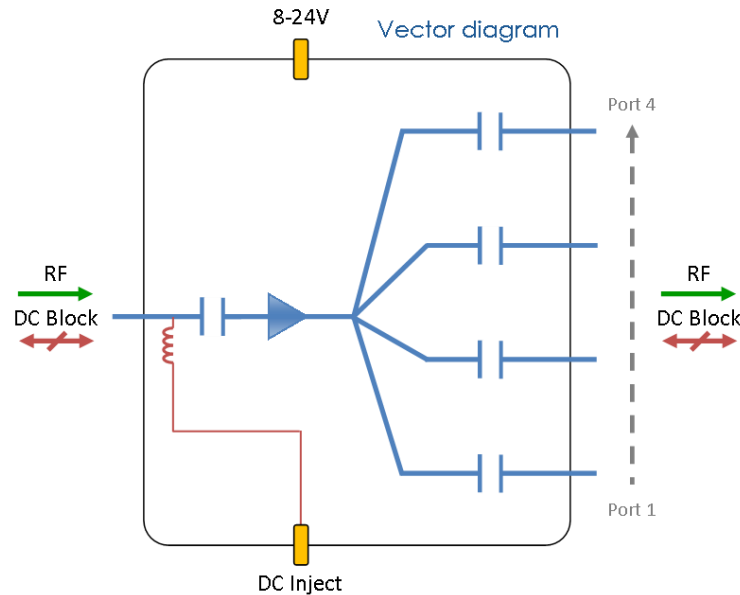 8-24V
Vector diagram
Port 4
RF
DC Block
RF
DC Block
Port 1
DC Inject